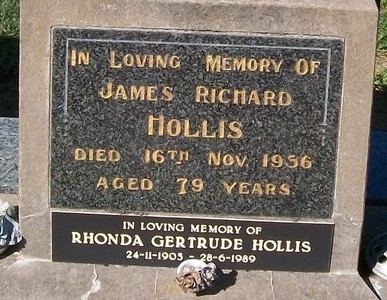 IN LOVING MEMORY OF
JAMES RICHARD
HOLLIS
DIED 16TH NOV. 1956
AGED 79 YEARS.
IN LOVING MEMORY OF
RHONDA GERTRUDE HOLLIS
24-11-1903 - 28-6-1989